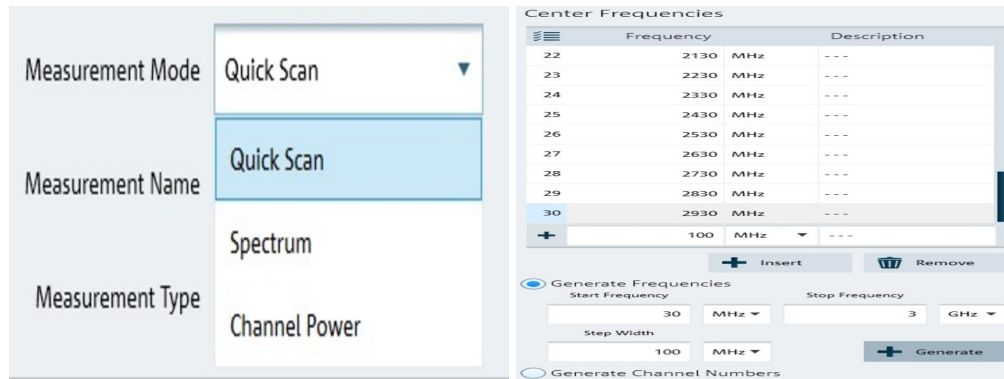 Measurement Mode Quick Scan
Quick Scan
Measurement Name
Spectrum
Measurement Type
Channel Power
Center Frequencies
Frequency Description
22 2130 MHz ---
23 2230 MHz ---
24 2330 MHz ---
25 2430 MHz ---
26 2530 MHz ---
27 2630 MHz ---
28 2730 MHz ---
29 2830 MHz ---
30 2930 MHz ---
+ 100 MHz ---
+ Insert Remove
Generate Frequencies
Start Frequency Stop Frequency
30 MHz 3 GHz
Step Width
100 MHz + Generate
Generate Channel Numbers